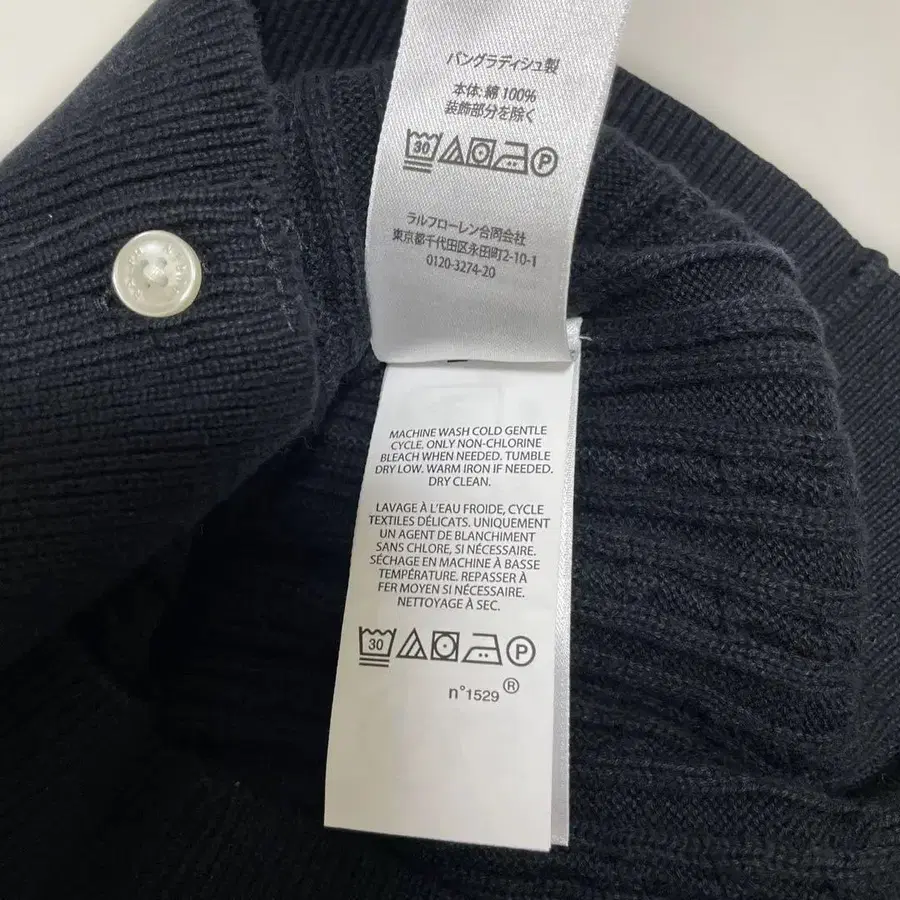 バングラディシュ製
本体: 綿 100%
装飾部分を除く
30
P
ラルフローレン合同会社
東京都千代田区永田町2-10-1
0120-3274-20
MACHINE WASH COLD GENTLE
CYCLE. ONLY NON-CHLORINE
BLEACH WHEN NEEDED. TUMBLE
DRY LOW. WARM IRON IF NEEDED.
DRY CLEAN.
LAVAGE À L'EAU FROIDE, CYCLE
TEXTILES DÉLICATS. UNIQUEMENT
UN AGENT DE BLANCHIMENT
SANS CHLORE, SI NÉCESSAIRE.
SÉCHAGE EN MACHINE À BASSE
TEMPÉRATURE. REPASSER À
FER MOYEN SI NÉCESSAIRE.
NETTOYAGE À SEC.
30
P
n°1529®